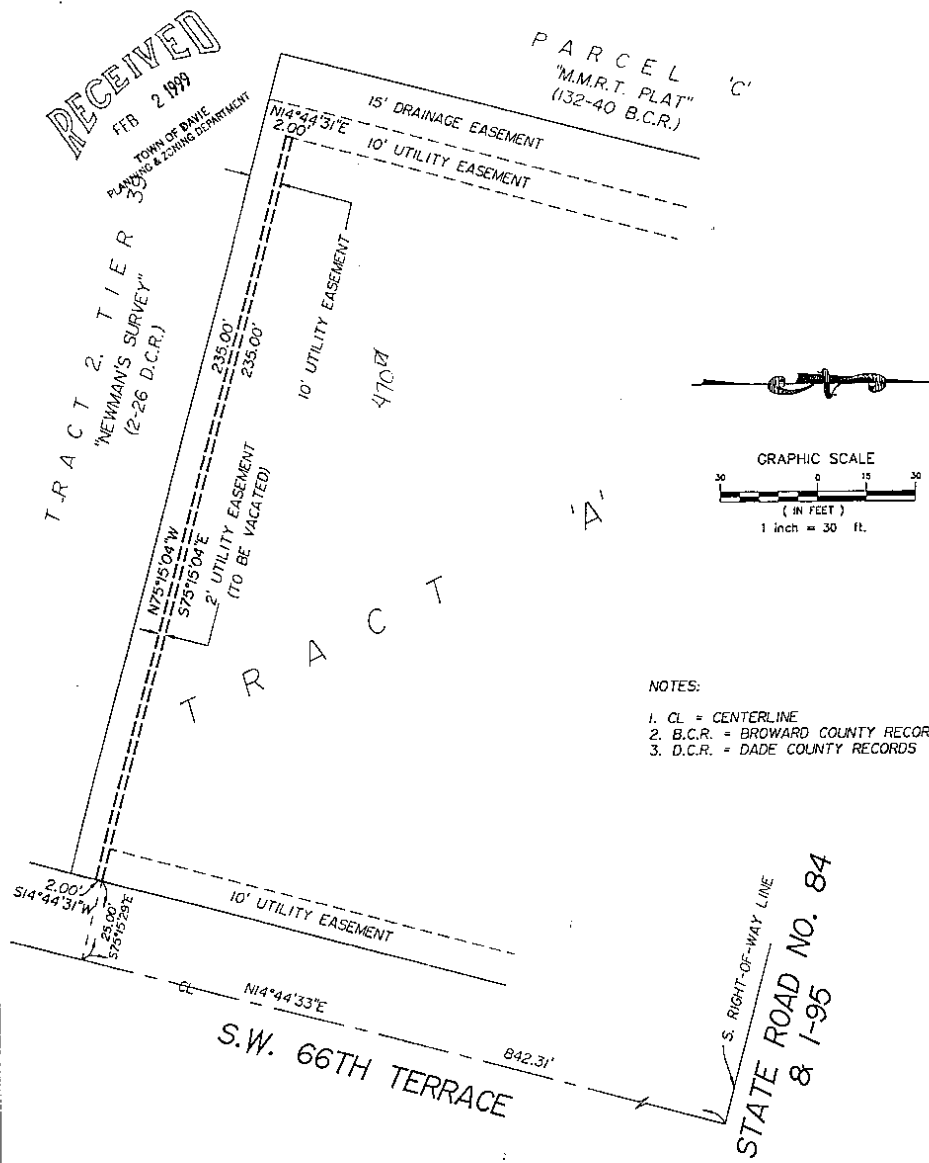 RECEIVED
FEB 2 1999
TOWN OF DAVIE
PLANNING & ZONING DEPARTMENT
PARCEL 'C'
"M.M.R.T. PLAT"
(132-40 B.C.R.)
15' DRAINAGE EASEMENT
N14°44'31"E
2.00'
10' UTILITY EASEMENT
TRACT 2, TIER 39
"NEWMAN'S SURVEY"
(2-26 D.C.R.)
235.00'
235.00'
10' UTILITY EASEMENT
470
N75°15'04"W
S75°15'04"E
2' UTILITY EASEMENT
(TO BE VACATED)
TRACT 'A'
GRAPHIC SCALE
30 0 15 30
( IN FEET )
1 inch = 30 ft.
NOTES:
1. CL = CENTERLINE
2. B.C.R. = BROWARD COUNTY RECOR
3. D.C.R. = DADE COUNTY RECORDS
2.00'
S14°44'31"W
25.00'
S75°15'29"E
10' UTILITY EASEMENT
CL
N14°44'33"E
842.31'
S.W. 66TH TERRACE
S. RIGHT-OF-WAY LINE
STATE ROAD NO. 84
& I-95